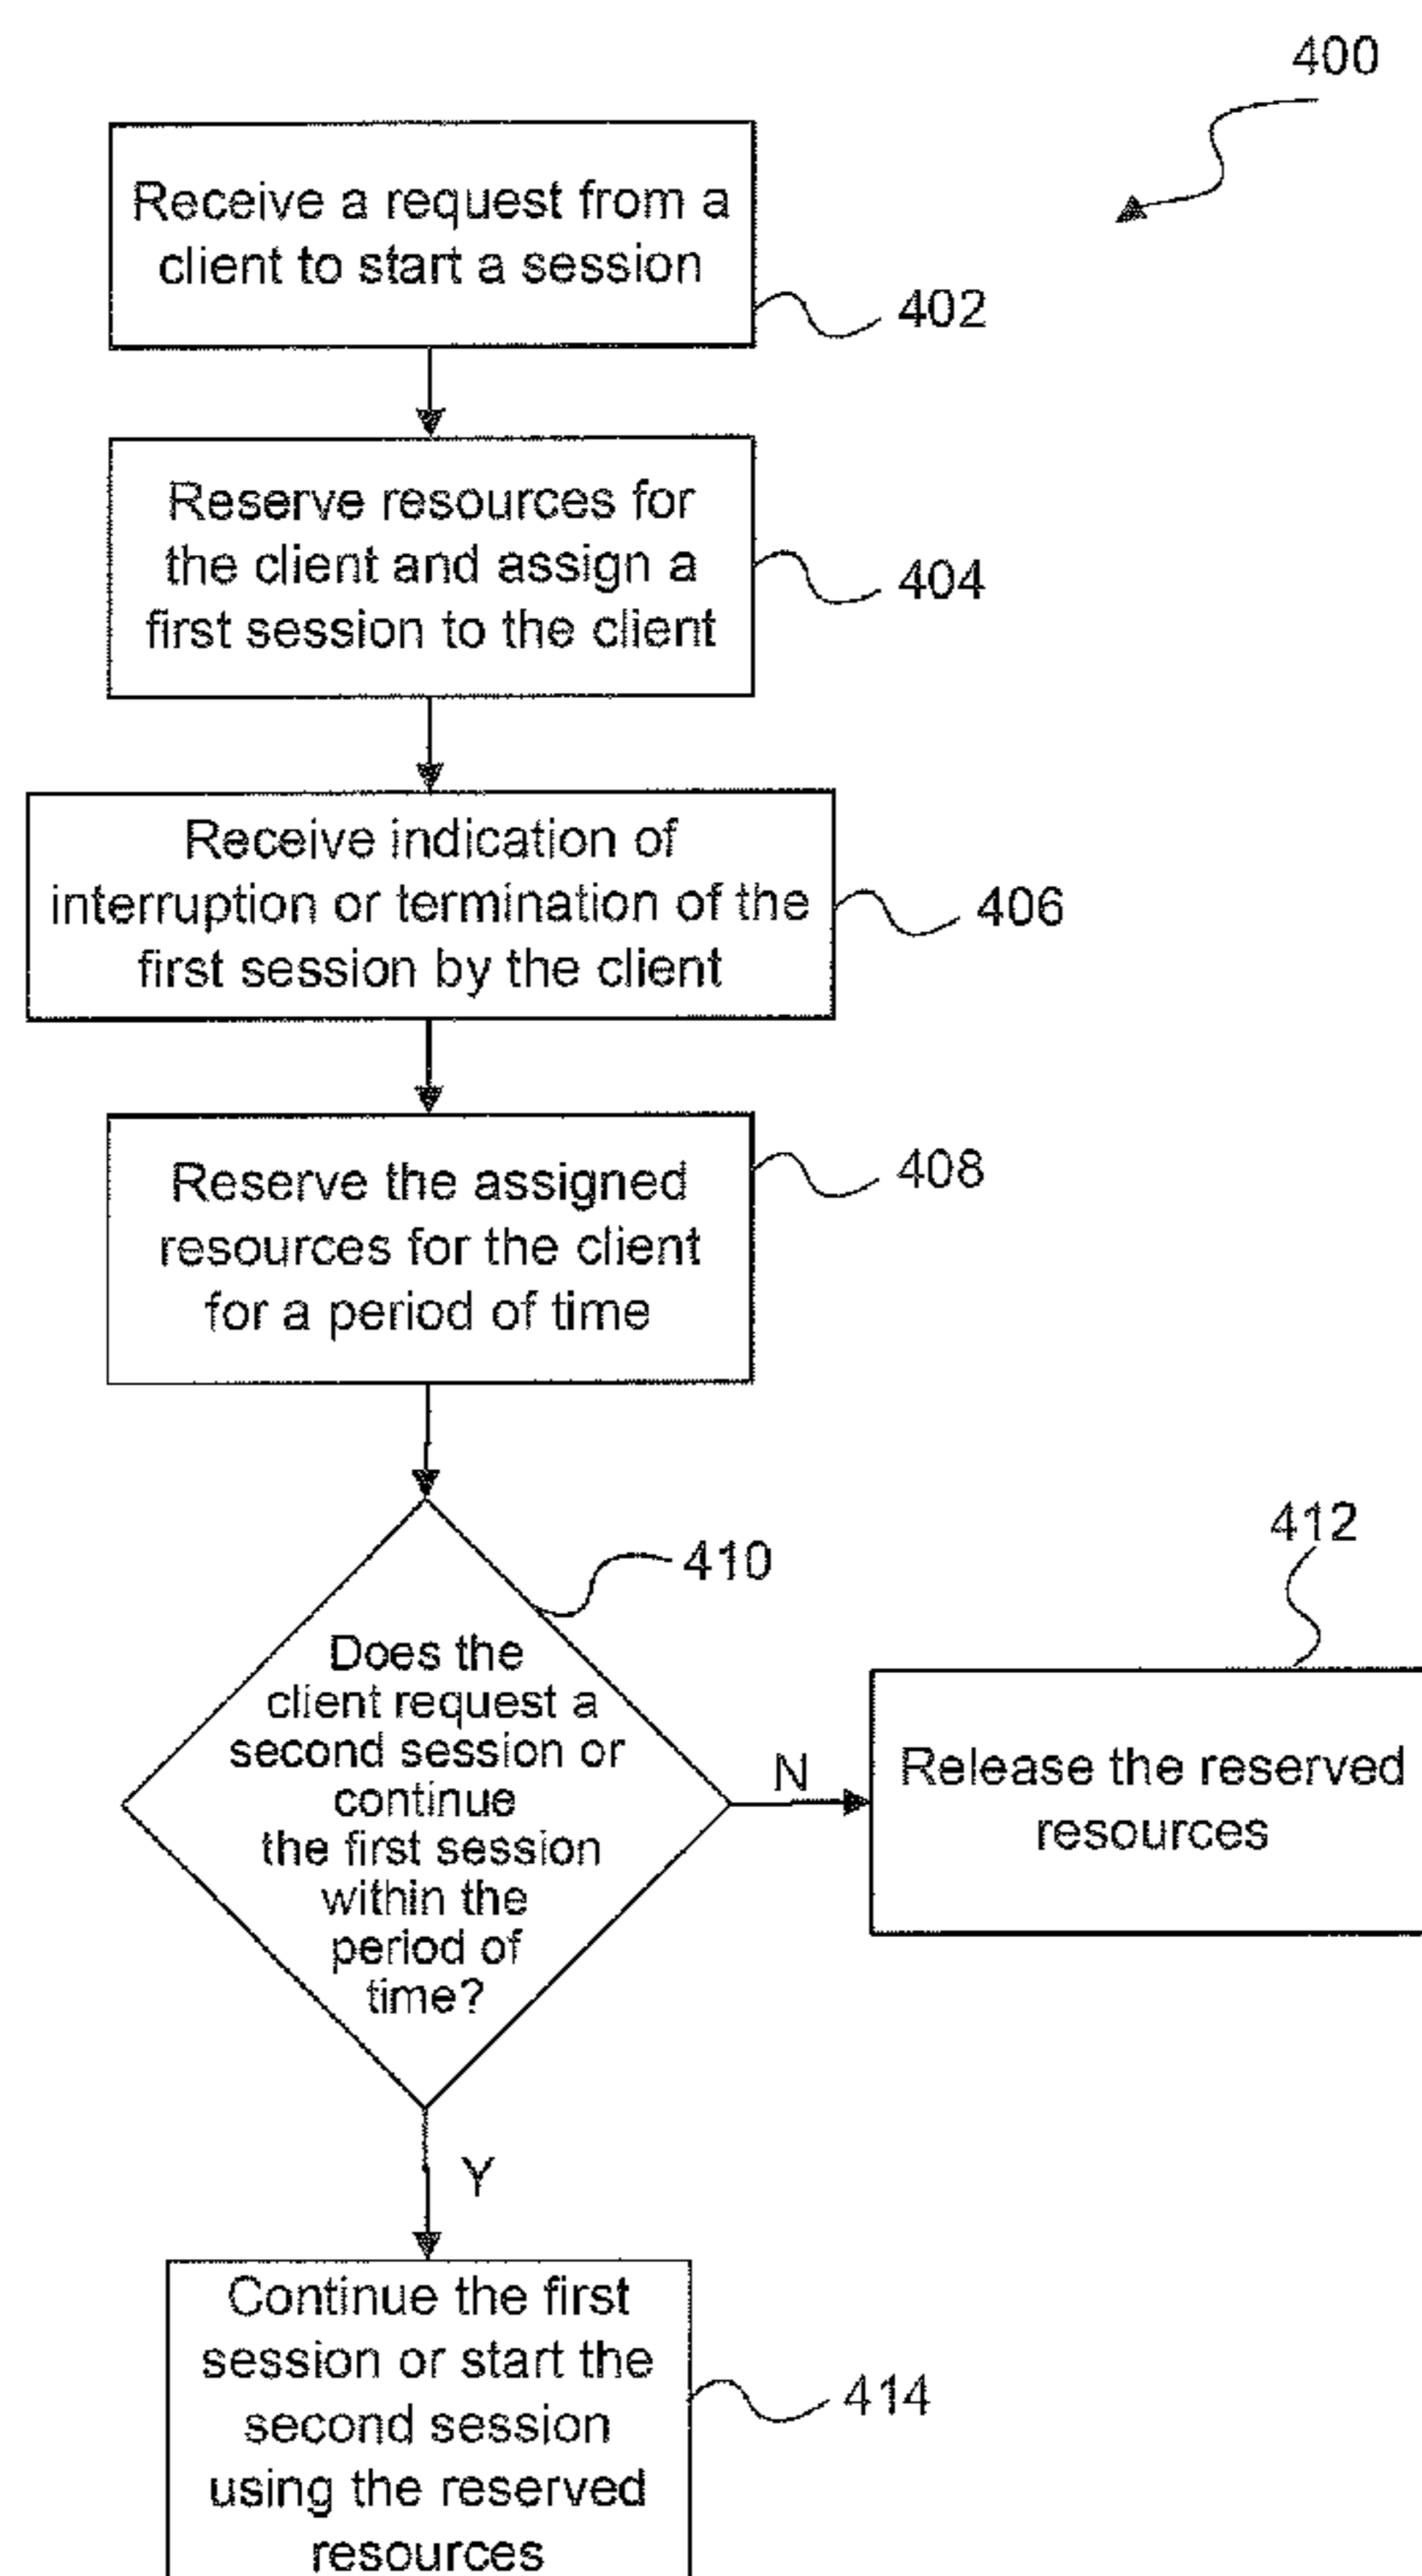 400
Receive a request from a
client to start a session
402
Reserve resources for
the client and assign a
first session to the client
404
Receive indication of
interruption or termination of the
first session by the client
406
Reserve the assigned
resources for the client
for a period of time
408
410
Does the
client request a
second session or
continue
the first session
within the
period of
time?
N
412
Release the reserved
resources
Y
Continue the first
session or start the
second session
using the reserved
resources
414